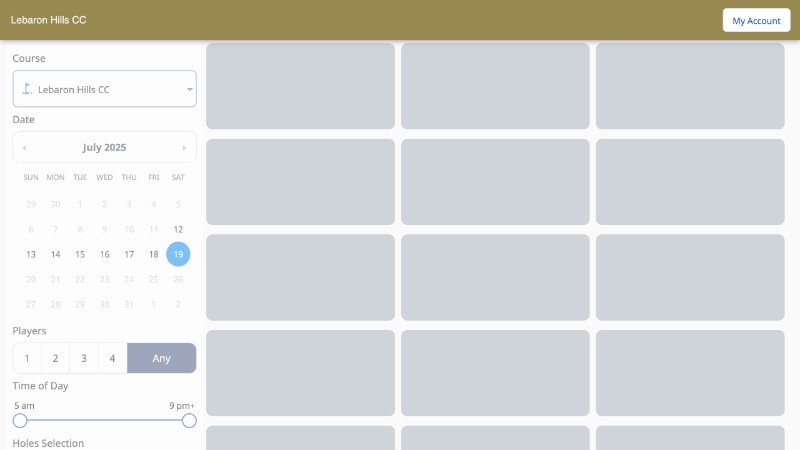 Lebaron Hills CC
My Account
Course
Lebaron Hills CC
Date
July 2025
SUN MON TUE WED THU FRI SAT
29 30 1 2 3 4 5
6 7 8 9 10 11 12
13 14 15 16 17 18 19
20 21 22 23 24 25 26
27 28 29 30 31 1 2
Players
1 2 3 4 Any
Time of Day
5 am 9 pm+
Holes Selection